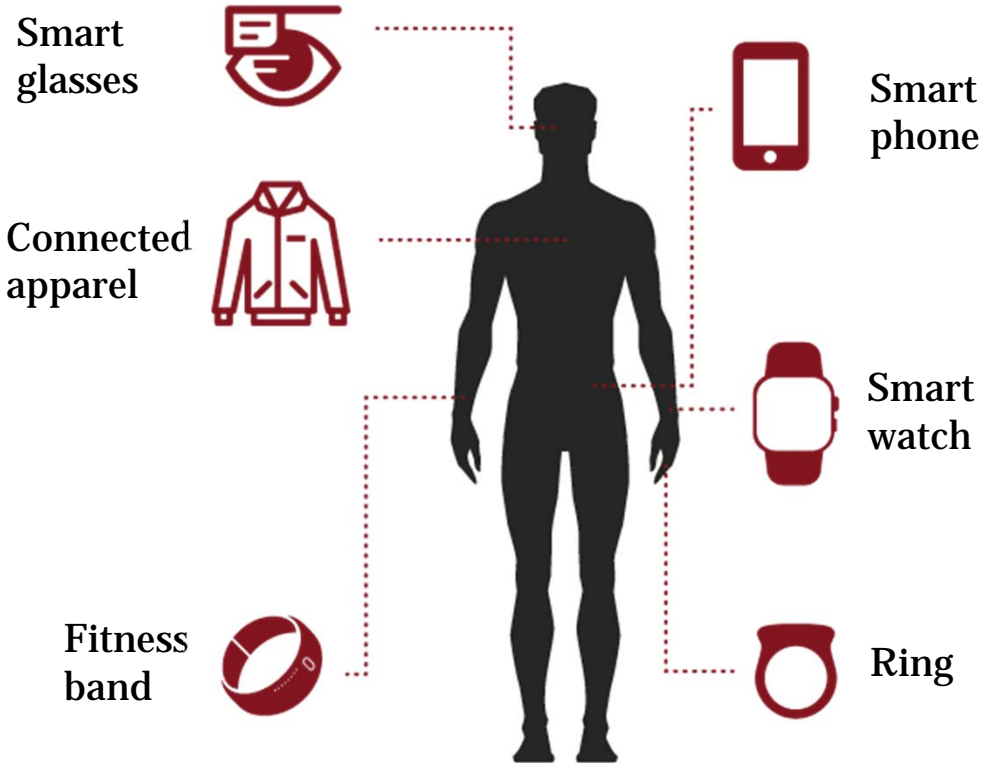 Smart
glasses
Smart
phone
Connected
apparel
Smart
watch
Fitness
band
Ring